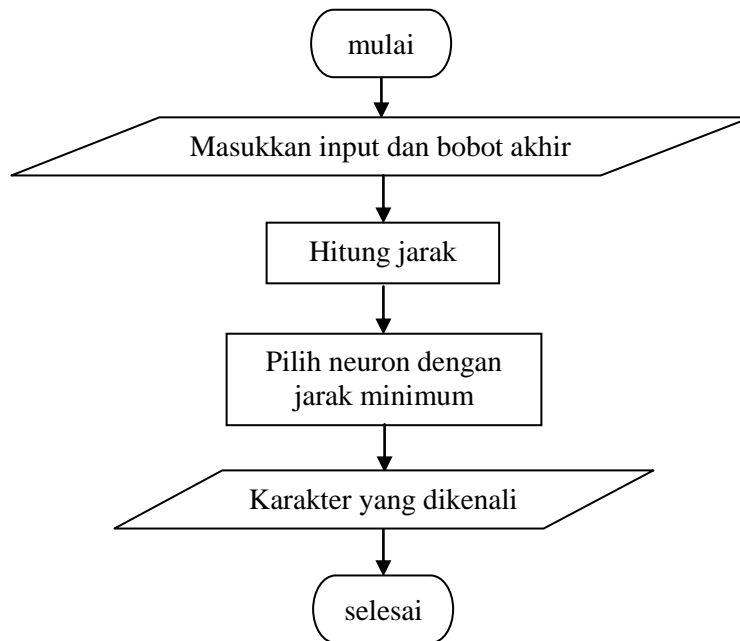 mulai
Masukkan input dan bobot akhir
Hitung jarak
Pilih neuron dengan
jarak minimum
Karakter yang dikenali
selesai